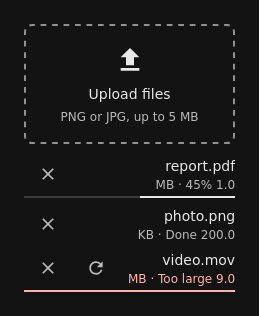 Upload files
PNG or JPG, up to 5 MB
report.pdf
MB · 45% 1.0
photo.png
KB · Done 200.0
video.mov
MB · Too large 9.0